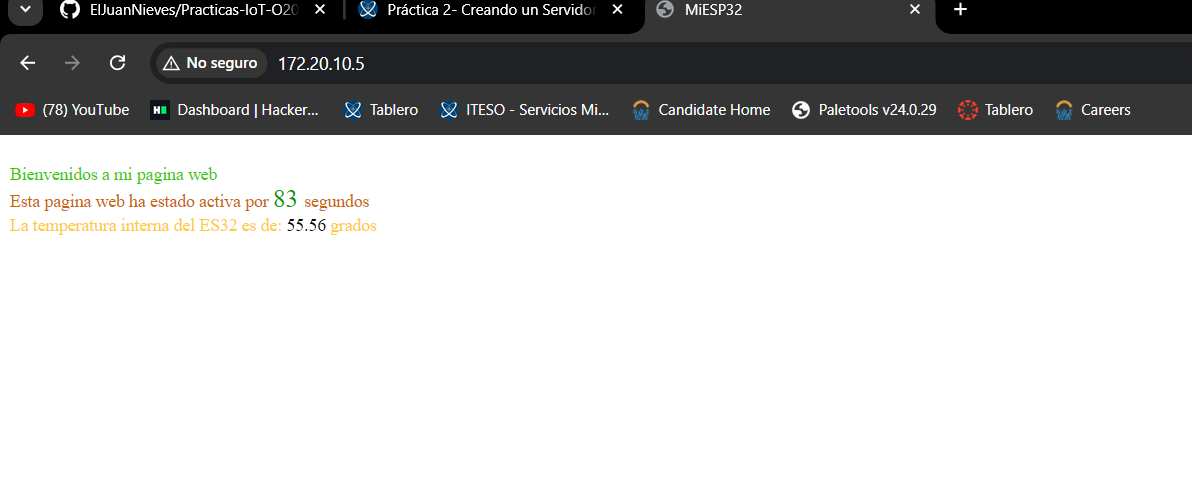 ElJuanNieves/Practicas-IoT-O20
Práctica 2- Creando un Servidor
MiESP32
No seguro 172.20.10.5
(78) YouTube Dashboard | Hacker... Tablero ITESO - Servicios Mi... Candidate Home Paletools v24.0.29 Tablero Careers
Bienvenidos a mi pagina web
Esta pagina web ha estado activa por 83 segundos
La temperatura interna del ES32 es de: 55.56 grados